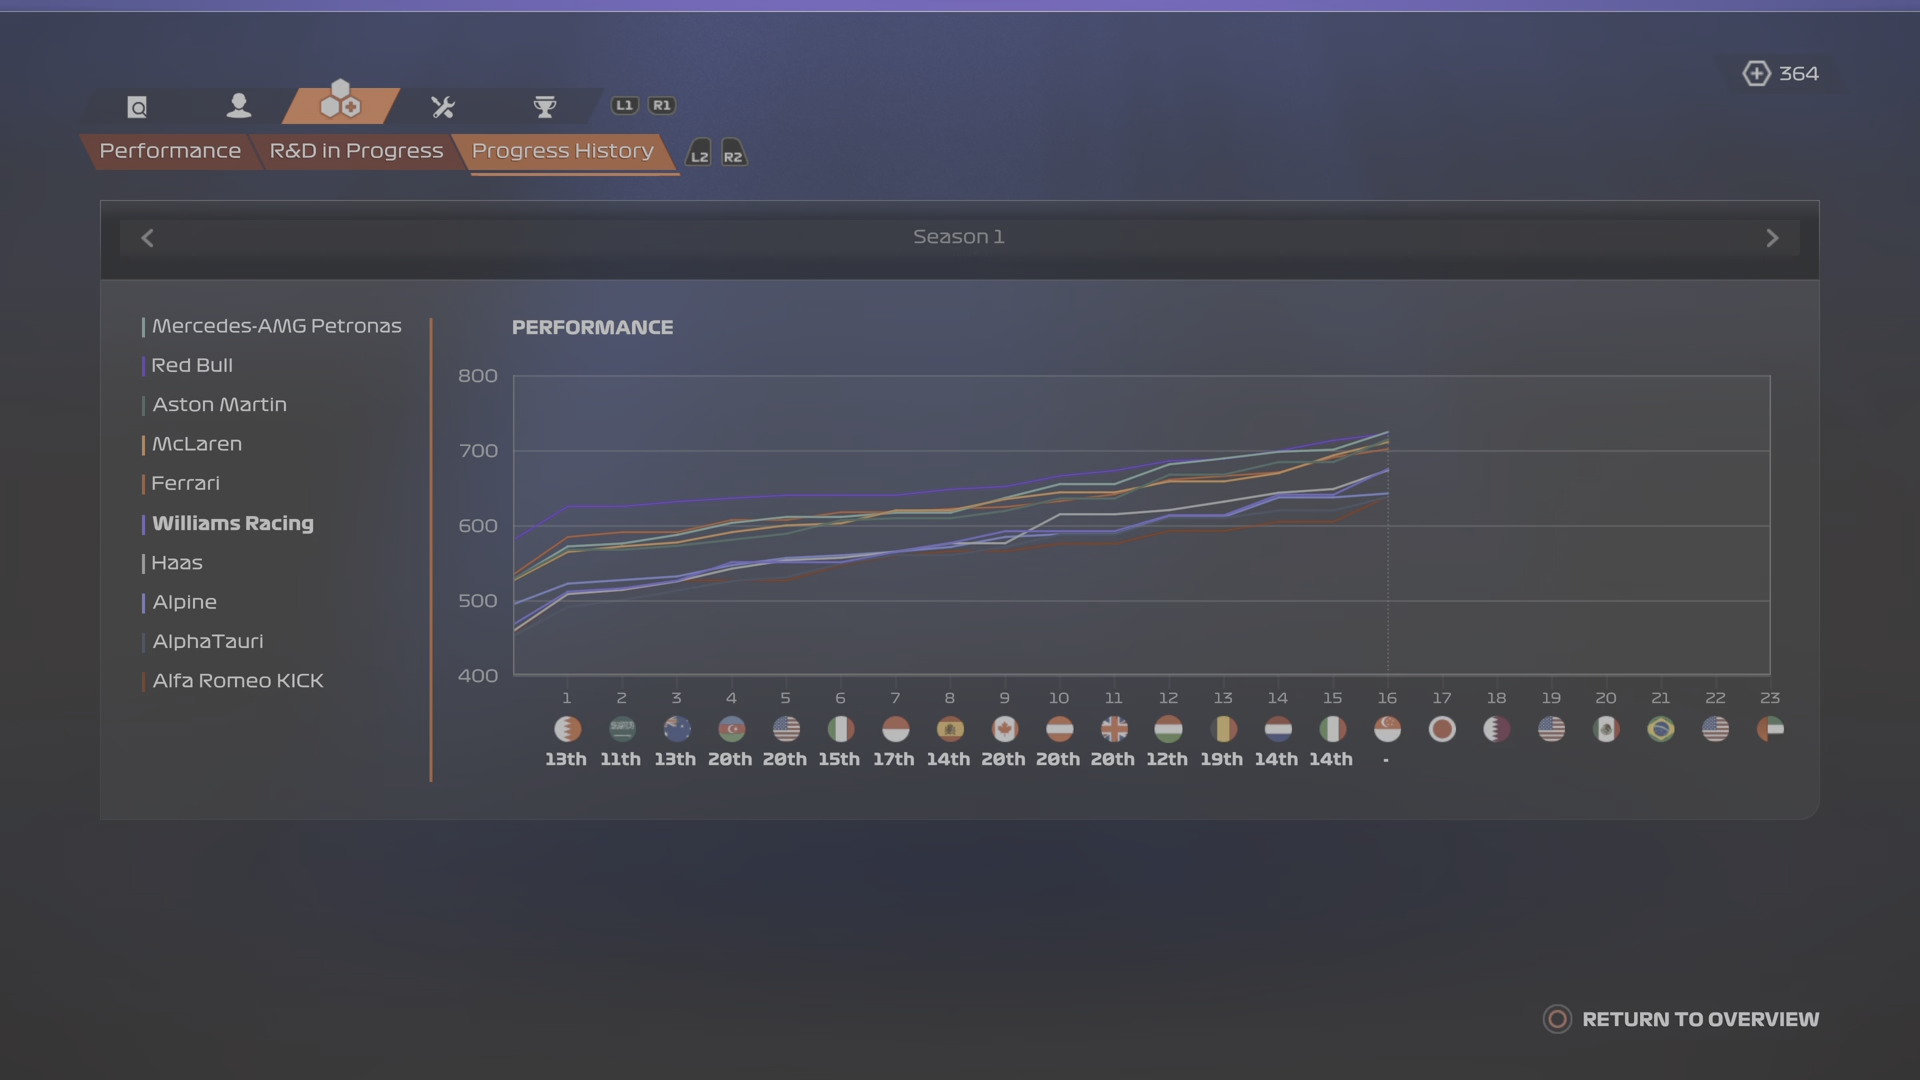 364
L1 R1
Performance R&D in Progress Progress History L2 R2
Season 1
Mercedes-AMG Petronas
Red Bull
Aston Martin
McLaren
Ferrari
Williams Racing
Haas
Alpine
AlphaTauri
Alfa Romeo KICK
PERFORMANCE
800
700
600
500
400
1 2 3 4 5 6 7 8 9 10 11 12 13 14 15 16 17 18 19 20 21 22 23
13th 11th 13th 20th 20th 15th 17th 14th 20th 20th 20th 12th 19th 14th 14th -
RETURN TO OVERVIEW